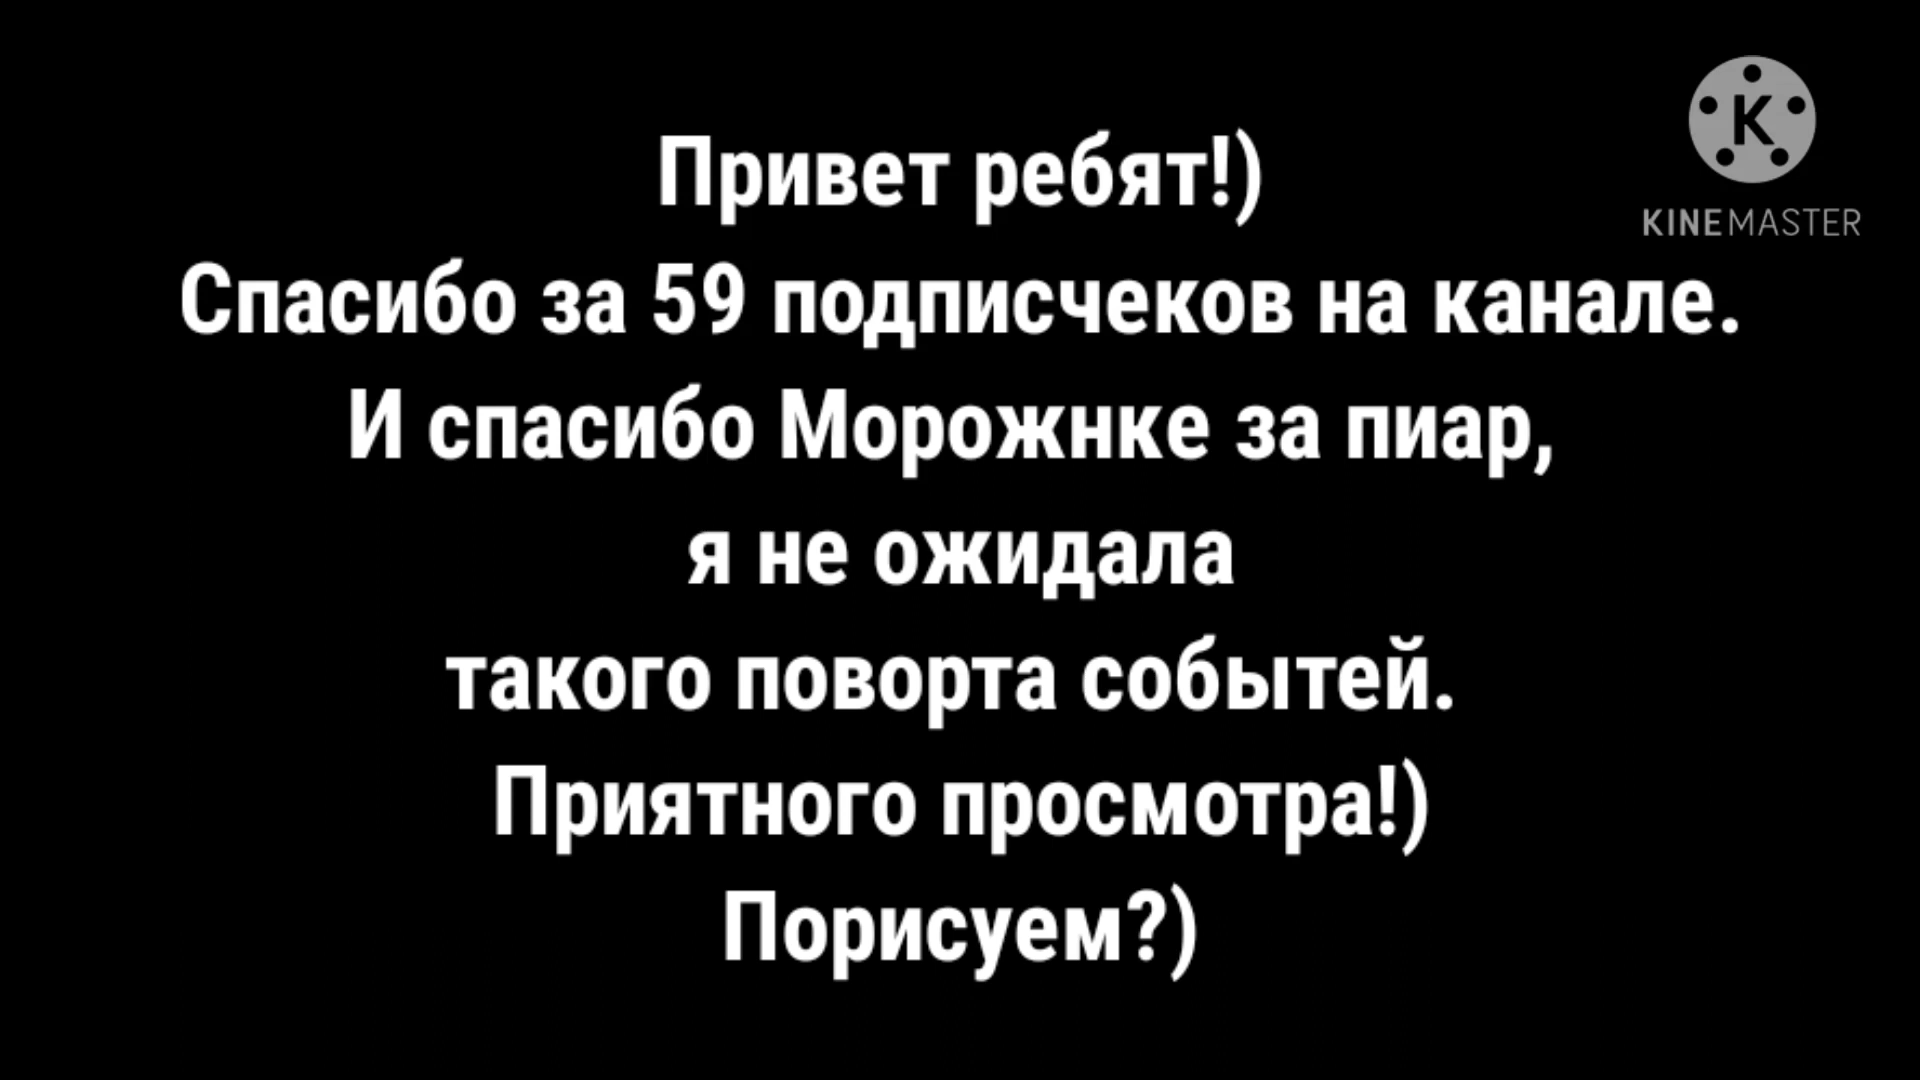 Привет ребят!)
Спасибо за 59 подписчеков на канале.
И спасибо Морожнке за пиар,
я не ожидала
такого поворта событей.
Приятного просмотра!)
Порисуем?)
K
KINEMASTER